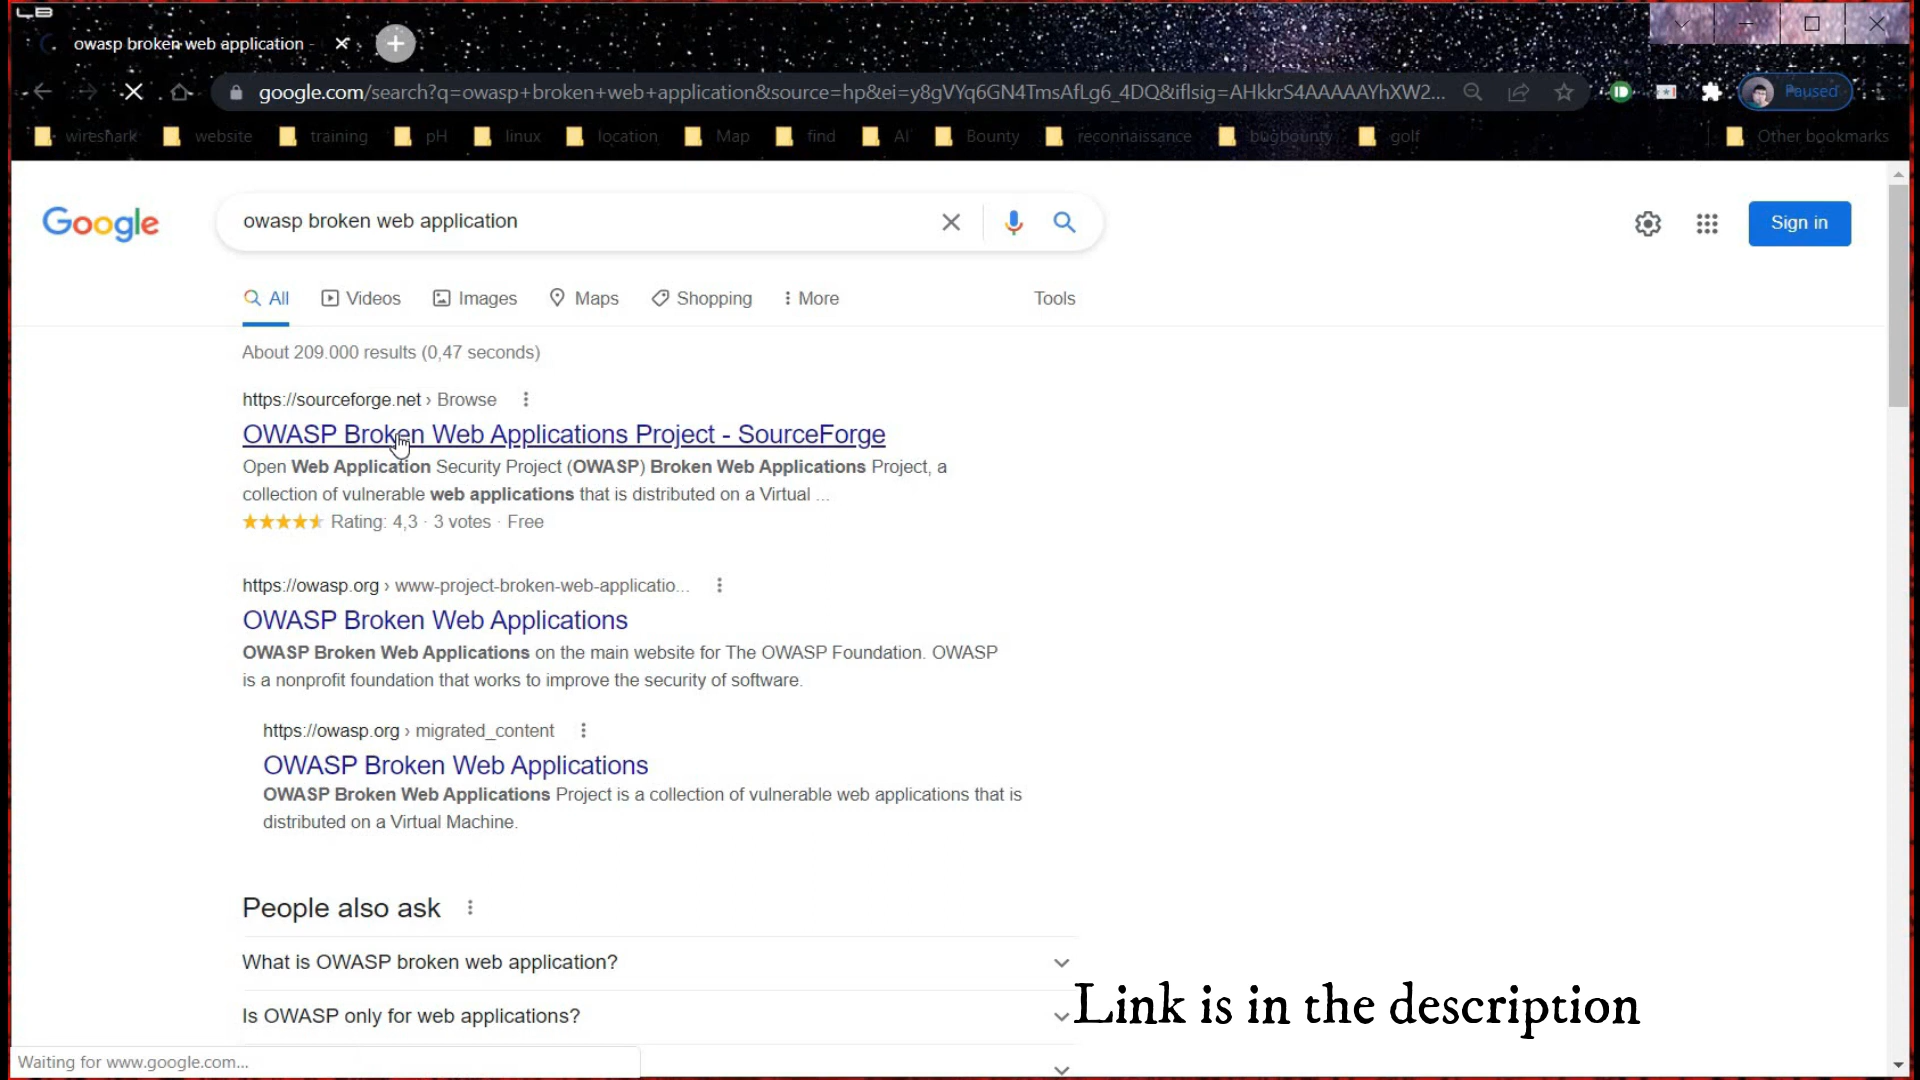 owasp broken web application -
google.com/search?q=owasp+broken+web+application&source=hp&ei=y8gVYq6GN4TmsAfLg6_4DQ&iflsig=AHkkrS4AAAAAYhXW2...
Paused
wireshark website training pH linux location Map find AI Bounty reconnaissance bugbounty golf Other bookmarks
Google
owasp broken web application
Sign in
All Videos Images Maps Shopping More Tools
About 209.000 results (0,47 seconds)
https://sourceforge.net › Browse
OWASP Broken Web Applications Project - SourceForge
Open Web Application Security Project (OWASP) Broken Web Applications Project, a
collection of vulnerable web applications that is distributed on a Virtual ...
Rating: 4,3 · 3 votes · Free
https://owasp.org › www-project-broken-web-applicatio...
OWASP Broken Web Applications
OWASP Broken Web Applications on the main website for The OWASP Foundation. OWASP
is a nonprofit foundation that works to improve the security of software.
https://owasp.org › migrated_content
OWASP Broken Web Applications
OWASP Broken Web Applications Project is a collection of vulnerable web applications that is
distributed on a Virtual Machine.
People also ask
What is OWASP broken web application?
Is OWASP only for web applications?
Link is in the description
Waiting for www.google.com...